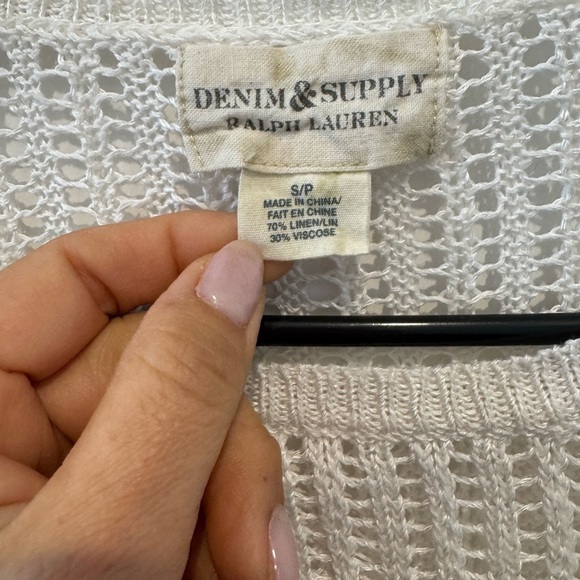 DENIM&SUPPLY
RALPH LAUREN
S/P
MADE IN CHINA/
FAIT EN CHINE
70% LINEN/LIN
30% VISCOSE